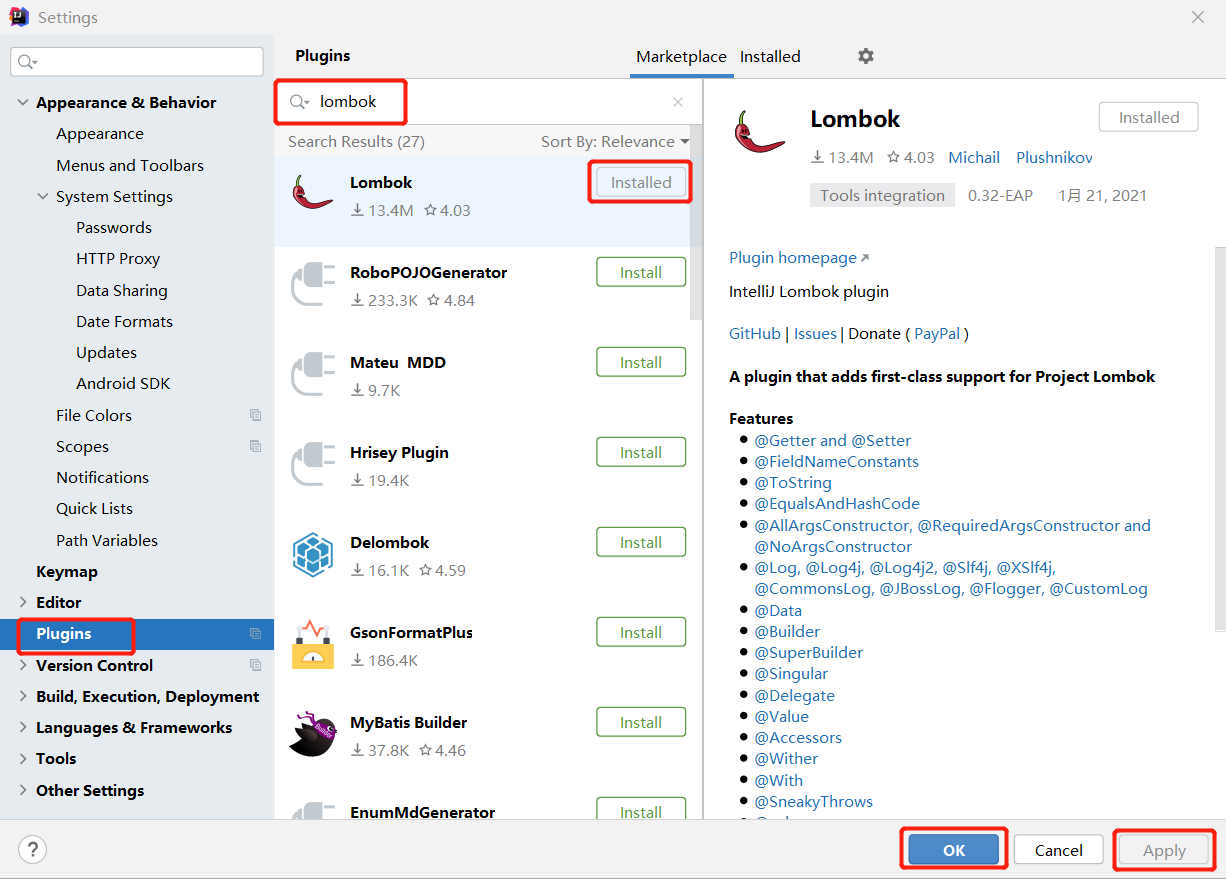 Settings
Appearance & Behavior
Appearance
Menus and Toolbars
System Settings
Passwords
HTTP Proxy
Data Sharing
Date Formats
Updates
Android SDK
File Colors
Scopes
Notifications
Quick Lists
Path Variables
Keymap
Editor
Plugins
Version Control
Build, Execution, Deployment
Languages & Frameworks
Tools
Other Settings
Plugins
Marketplace Installed
lombok
Search Results (27) Sort By: Relevance
Lombok Installed
13.4M 4.03
RoboPOJOGenerator Install
233.3K 4.84
Mateu MDD Install
9.7K
Hrisey Plugin Install
19.4K
Delombok Install
16.1K 4.59
GsonFormatPlus Install
186.4K
Builder
MyBatis Builder Install
37.8K 4.46
EnumMdGenerator Install
Lombok Installed
13.4M 4.03 Michail Plushnikov
Tools integration 0.32-EAP 1月 21, 2021
Plugin homepage
IntelliJ Lombok plugin
GitHub | Issues | Donate ( PayPal )
A plugin that adds first-class support for Project Lombok
Features
@Getter and @Setter
@FieldNameConstants
@ToString
@EqualsAndHashCode
@AllArgsConstructor, @RequiredArgsConstructor and
@NoArgsConstructor
@Log, @Log4j, @Log4j2, @Slf4j, @XSlf4j,
@CommonsLog, @JBossLog, @Flogger, @CustomLog
@Data
@Builder
@SuperBuilder
@Singular
@Delegate
@Value
@Accessors
@Wither
@With
@SneakyThrows
? OK Cancel Apply